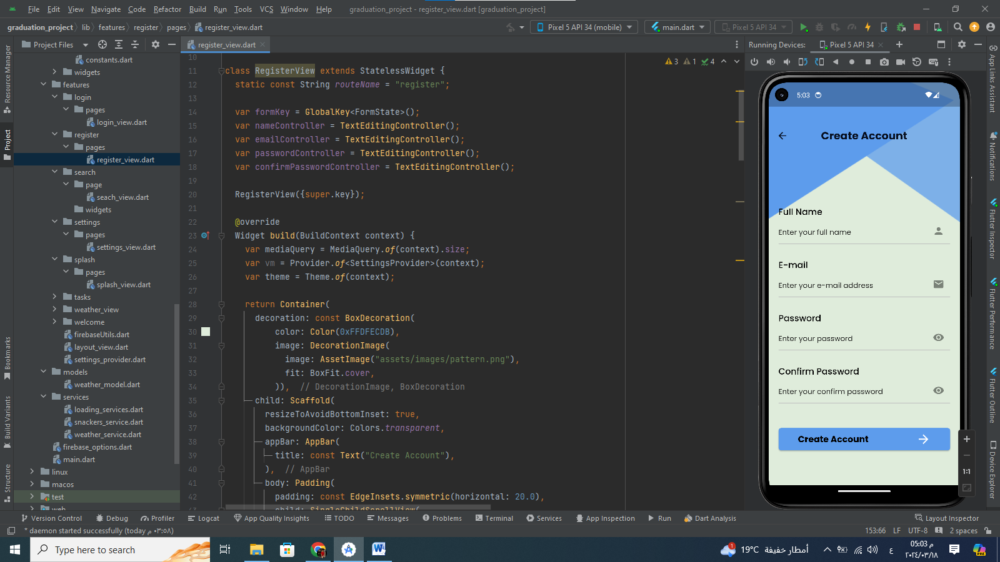 File Edit View Navigate Code Refactor Build Run Tools VCS Window Help graduation_project - register_view.dart [graduation_project]
graduation_project lib features register pages register_view.dart
Pixel 5 API 34 (mobile) main.dart Pixel 5 API 34
Project Files
register_view.dart
Running Devices: Pixel 5 API 34
Resource Manager
Project
Bookmarks
Build Variants
Structure
constants.dart
widgets
features
login
pages
login_view.dart
register
pages
register_view.dart
search
page
seach_view.dart
widgets
settings
pages
settings_view.dart
splash
pages
splash_view.dart
tasks
weather_view
welcome
firebaseUtils.dart
layout_view.dart
settings_provider.dart
models
weather_model.dart
services
loading_services.dart
snackers_service.dart
weather_service.dart
firebase_options.dart
main.dart
linux
macos
test
web
3 1 4
10
11 class RegisterView extends StatelessWidget {
12 static const String routeName = "register";
13
14 var formKey = GlobalKey<FormState>();
15 var nameController = TextEditingController();
16 var emailController = TextEditingController();
17 var passwordController = TextEditingController();
18 var confirmPasswordController = TextEditingController();
19
20 RegisterView({super.key});
21
22 @override
23 Widget build(BuildContext context) {
24 var mediaQuery = MediaQuery.of(context).size;
25 var vm = Provider.of<SettingsProvider>(context);
26 var theme = Theme.of(context);
27
28 return Container(
29 decoration: const BoxDecoration(
30 color: Color(0xFFDFECDB),
31 image: DecorationImage(
32 image: AssetImage("assets/images/pattern.png"),
33 fit: BoxFit.cover,
34 )), // DecorationImage, BoxDecoration
35 child: Scaffold(
36 resizeToAvoidBottomInset: true,
37 backgroundColor: Colors.transparent,
38 appBar: AppBar(
39 title: const Text("Create Account"),
40 ), // AppBar
41 body: Padding(
42 padding: const EdgeInsets.symmetric(horizontal: 20.0),
43 child: SingleChildScrollView(
5:03
Create Account
Full Name
Enter your full name
E-mail
Enter your e-mail address
Password
Enter your password
Confirm Password
Enter your confirm password
Create Account
1:1
App Links Assistant
Notifications
Flutter Inspector
Flutter Performance
Flutter Outline
Device Explorer
Version Control Debug Profiler Logcat App Quality Insights TODO Messages Problems Terminal Services App Inspection Run Dart Analysis Layout Inspector
* daemon started successfully (today ٠٣:٥٨ م)
153:66 LF UTF-8 2 spaces
Type here to search
1
19°C أمطار خفيفة
ع
05:03 م
٢٠٢٤/٠٣/١٨
PRE